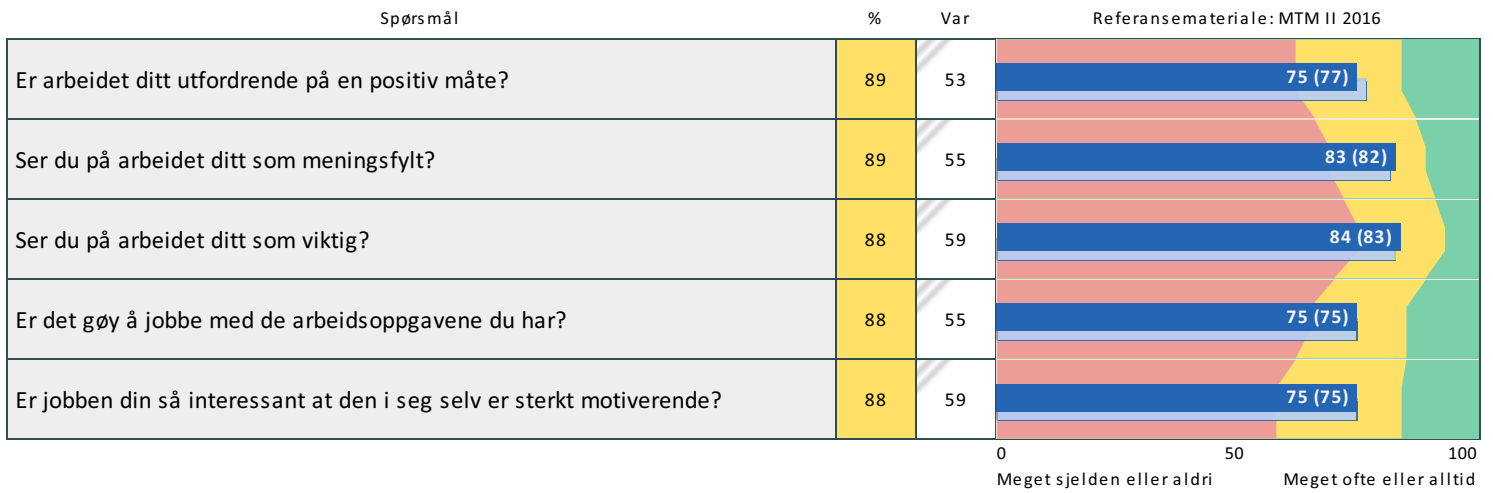 Spørsmål % Var Referansemateriale: MTM II 2016
Er arbeidet ditt utfordrende på en positiv måte? 89 53 75 (77)
Ser du på arbeidet ditt som meningsfylt? 89 55 83 (82)
Ser du på arbeidet ditt som viktig? 88 59 84 (83)
Er det gøy å jobbe med de arbeidsoppgavene du har? 88 55 75 (75)
Er jobben din så interessant at den i seg selv er sterkt motiverende? 88 59 75 (75)
0 50 100
Meget sjelden eller aldri Meget ofte eller alltid